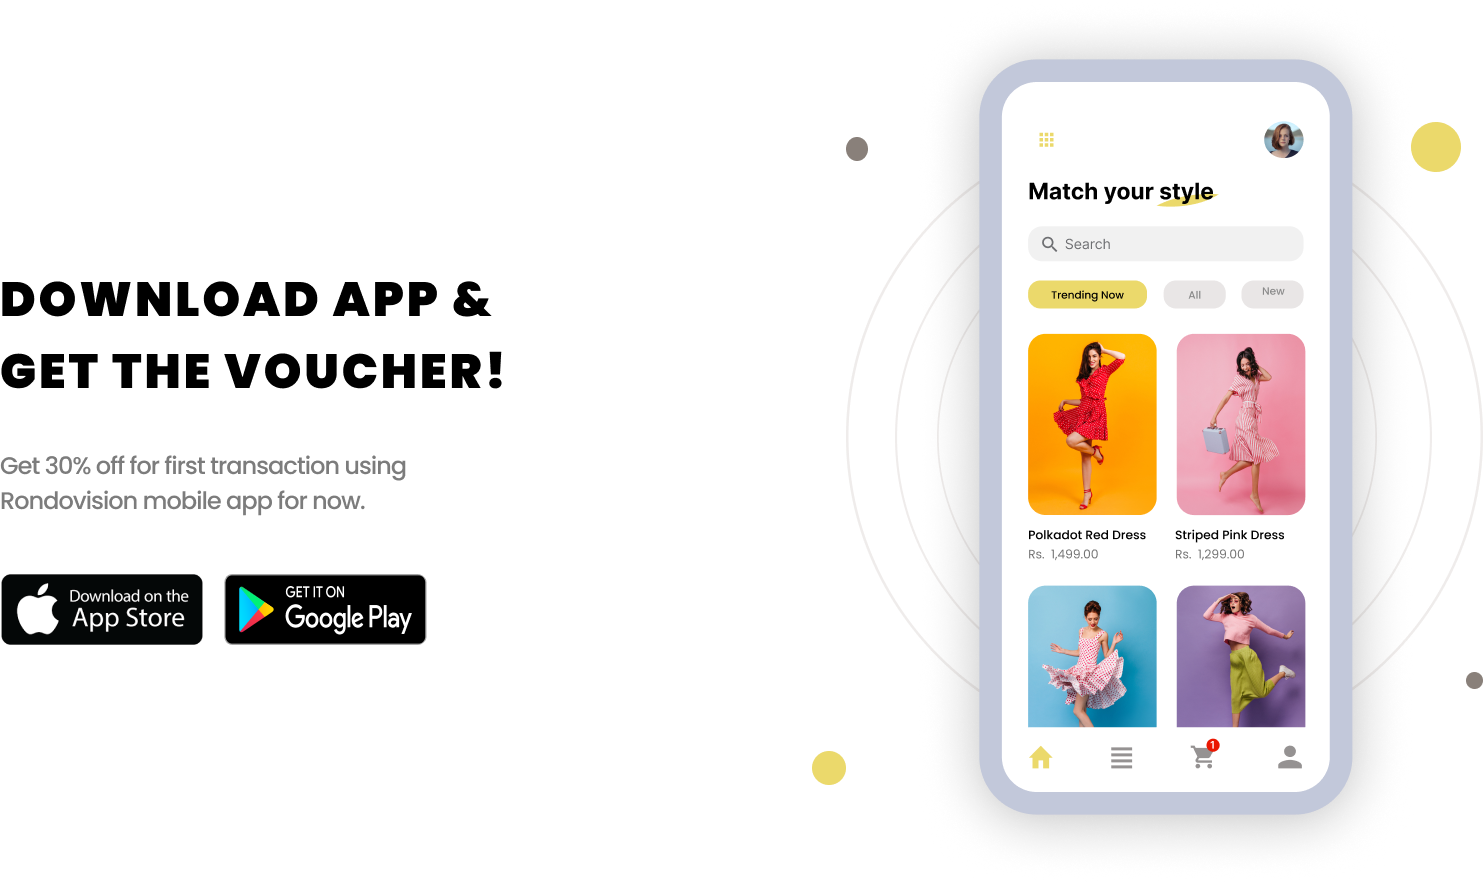 DOWNLOAD APP &
GET THE VOUCHER!
Get 30% off for first transaction using
Rondovision mobile app for now.
Download on the
App Store
GET IT ON
Google Play
Match your style
Search
Trending Now
All
New
Polkadot Red Dress
Rs. 1,499.00
Striped Pink Dress
Rs. 1,299.00
1